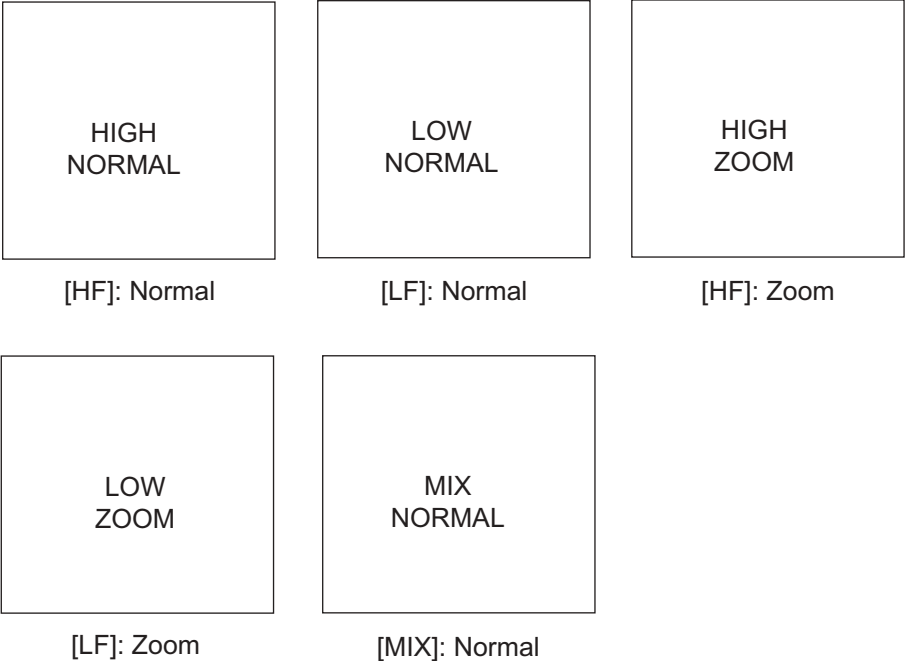 HIGH
NORMAL
[HF]: Normal
LOW
NORMAL
[LF]: Normal
HIGH
ZOOM
[HF]: Zoom
LOW
ZOOM
[LF]: Zoom
MIX
NORMAL
[MIX]: Normal